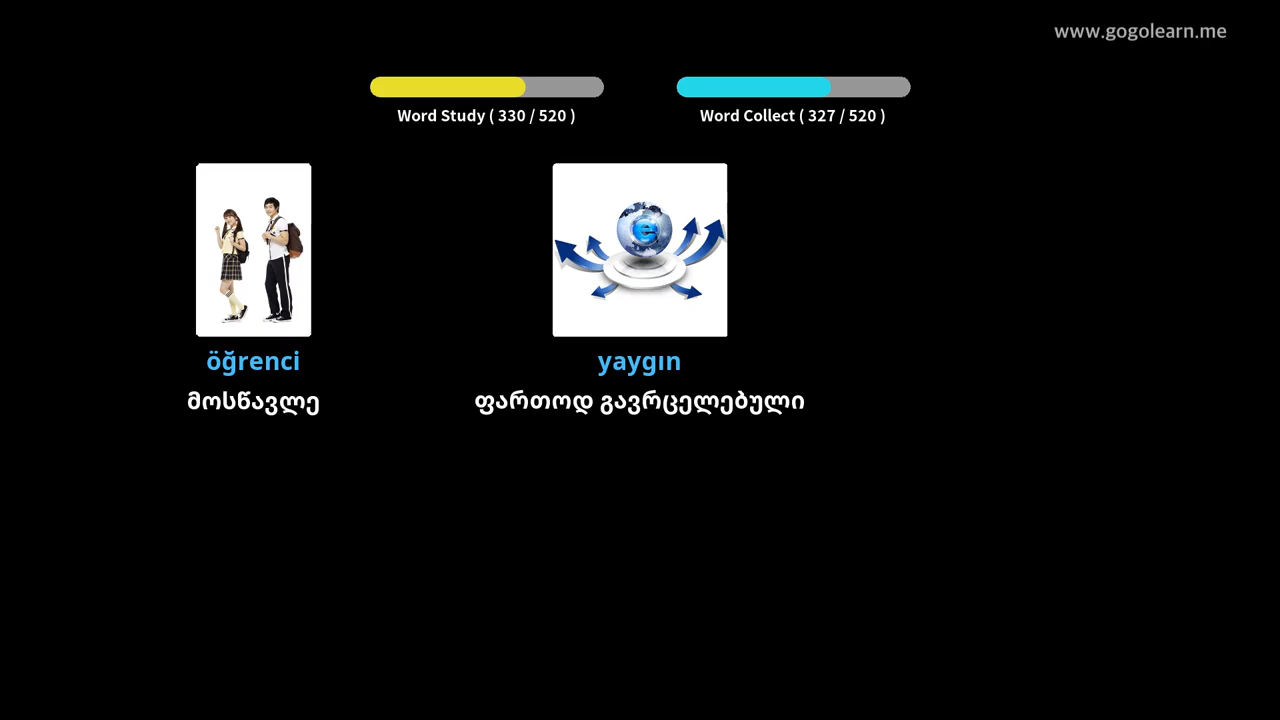 www.gogolearn.me
Word Study ( 330 / 520 )
Word Collect ( 327 / 520 )
e
öğrenci
მოსწავლე
yaygın
ფართოდ გავრცელებული